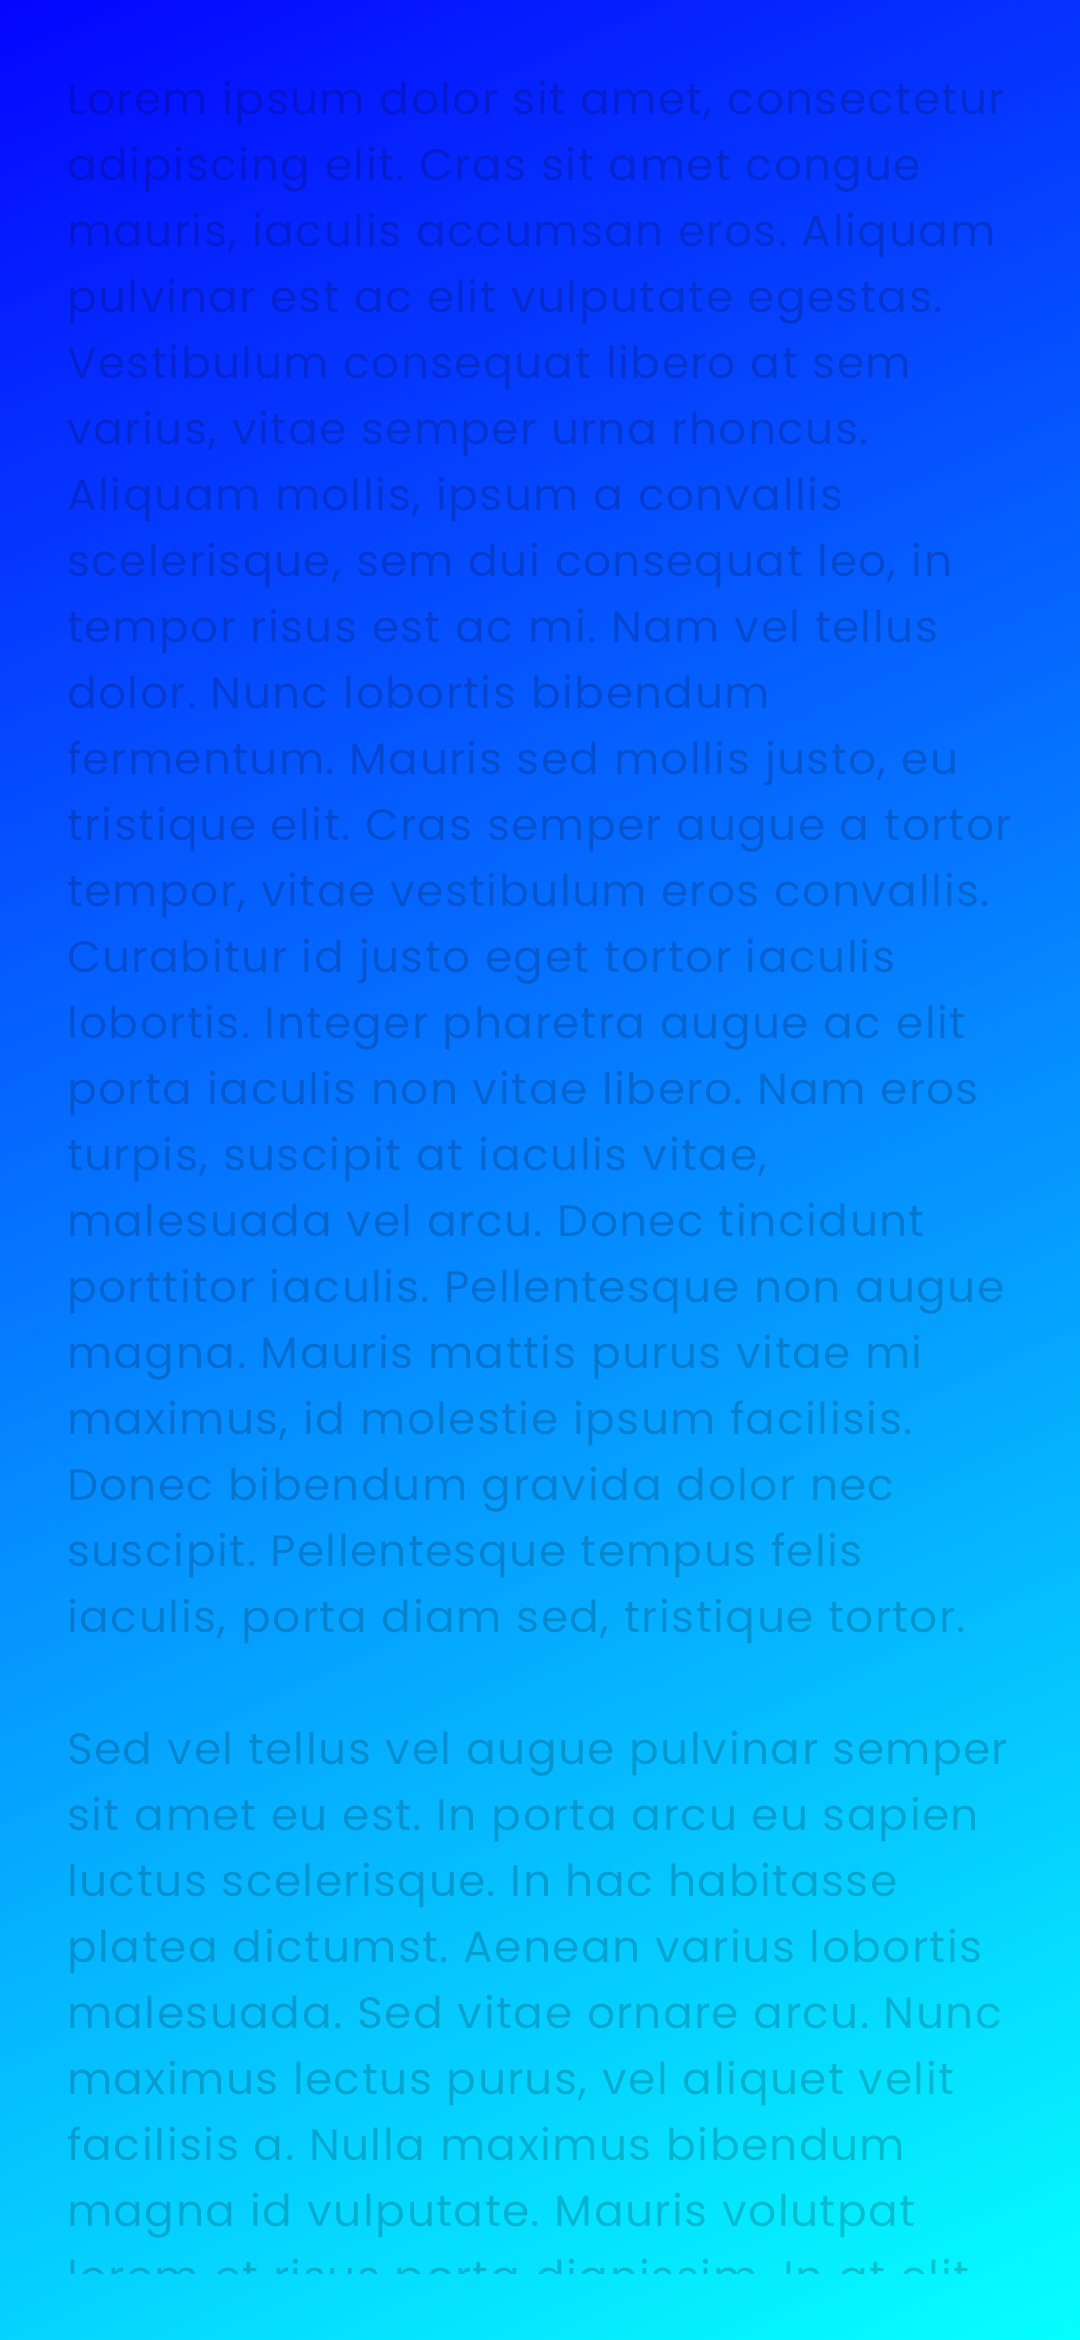 Lorem ipsum dolor sit amet, consectetur
adipiscing elit. Cras sit amet congue
mauris, iaculis accumsan eros. Aliquam
pulvinar est ac elit vulputate egestas.
Vestibulum consequat libero at sem
varius, vitae semper urna rhoncus.
Aliquam mollis, ipsum a convallis
scelerisque, sem dui consequat leo, in
tempor risus est ac mi. Nam vel tellus
dolor. Nunc lobortis bibendum
fermentum. Mauris sed mollis justo, eu
tristique elit. Cras semper augue a tortor
tempor, vitae vestibulum eros convallis.
Curabitur id justo eget tortor iaculis
lobortis. Integer pharetra augue ac elit
porta iaculis non vitae libero. Nam eros
turpis, suscipit at iaculis vitae,
malesuada vel arcu. Donec tincidunt
porttitor iaculis. Pellentesque non augue
magna. Mauris mattis purus vitae mi
maximus, id molestie ipsum facilisis.
Donec bibendum gravida dolor nec
suscipit. Pellentesque tempus felis
iaculis, porta diam sed, tristique tortor.
Sed vel tellus vel augue pulvinar semper
sit amet eu est. In porta arcu eu sapien
luctus scelerisque. In hac habitasse
platea dictumst. Aenean varius lobortis
malesuada. Sed vitae ornare arcu. Nunc
maximus lectus purus, vel aliquet velit
facilisis a. Nulla maximus bibendum
magna id vulputate. Mauris volutpat
lorem et risus porta dignissim. In at elit